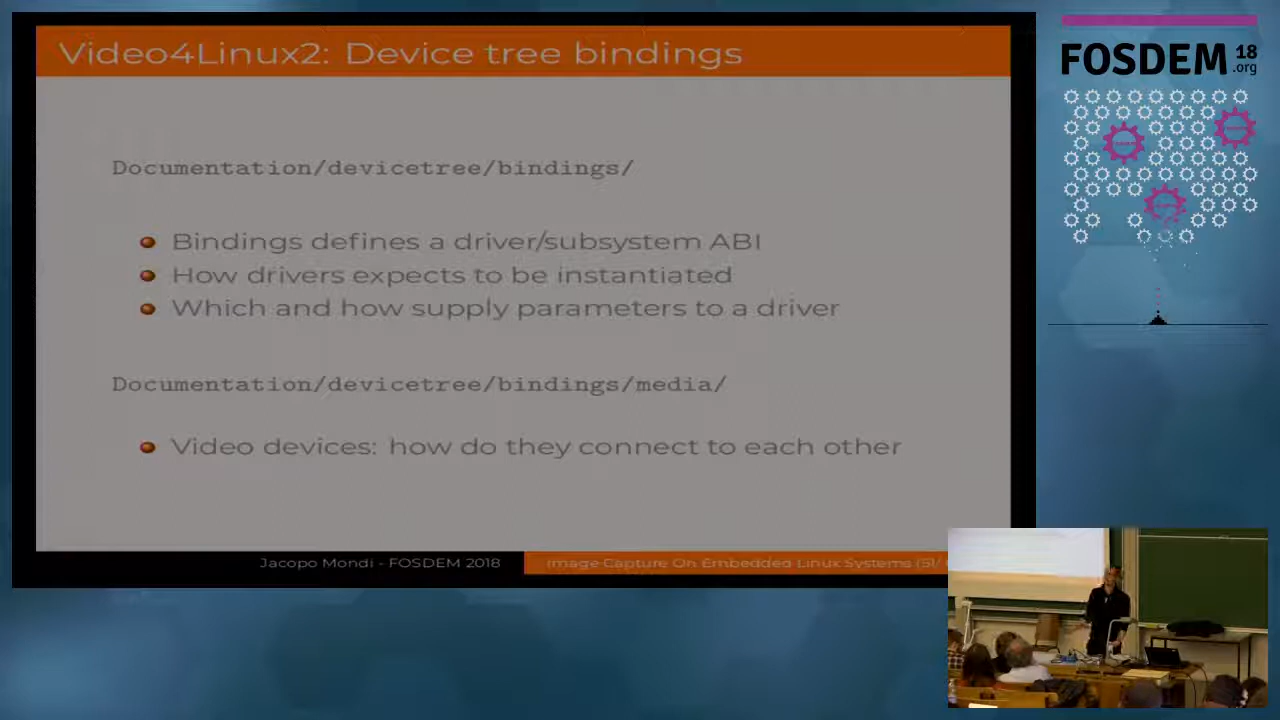 Video4Linux2: Device tree bindings
FOSDEM 18
.org
Documentation/devicetree/bindings/
Bindings defines a driver/subsystem ABI
How drivers expects to be instantiated
Which and how supply parameters to a driver
Documentation/devicetree/bindings/media/
Video devices: how do they connect to each other
Jacopo Mondi - FOSDEM 2018
Image Capture On Embedded Linux Systems (51/